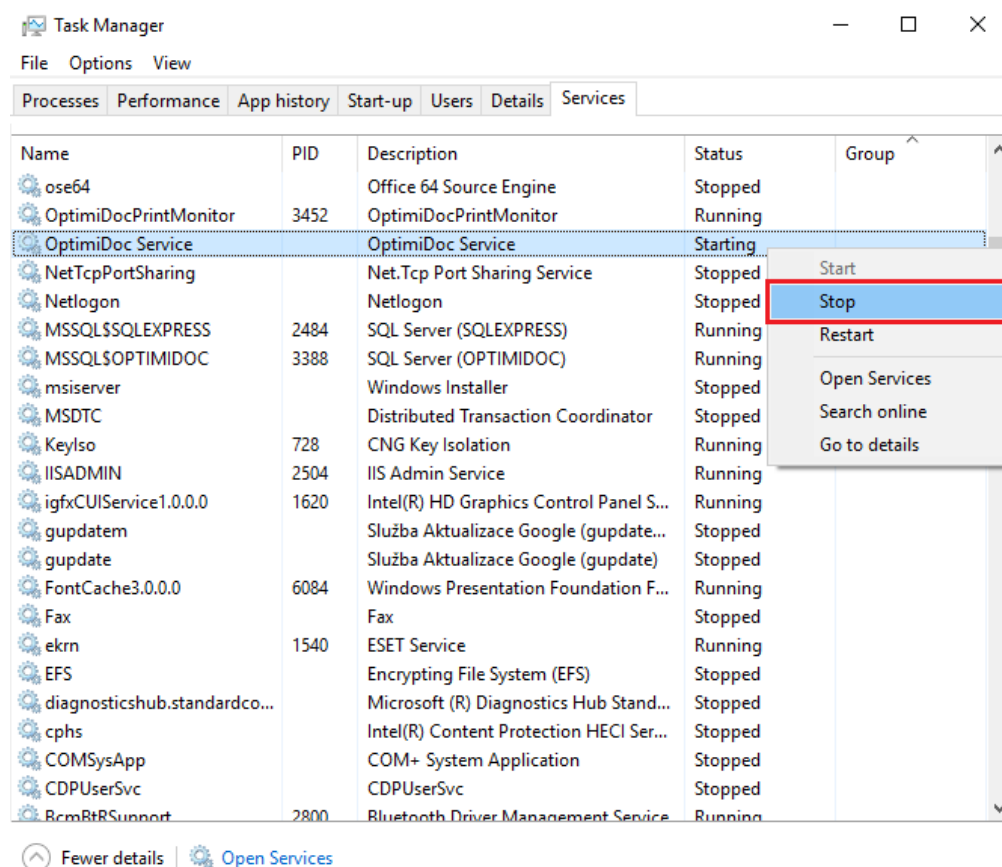 Task Manager
File Options View
Processes Performance App history Start-up Users Details Services
Name PID Description Status Group
ose64 Office 64 Source Engine Stopped
OptimiDocPrintMonitor 3452 OptimiDocPrintMonitor Running
OptimiDoc Service OptimiDoc Service Starting
NetTcpPortSharing Net.Tcp Port Sharing Service Stopped
Start
Netlogon Netlogon Stopped
Stop
MSSQL$SQLEXPRESS 2484 SQL Server (SQLEXPRESS) Running
Restart
MSSQL$OPTIMIDOC 3388 SQL Server (OPTIMIDOC) Running
msiserver Windows Installer Stopped
Open Services
MSDTC Distributed Transaction Coordinator Stopped
Search online
KeyIso 728 CNG Key Isolation Running
Go to details
IISADMIN 2504 IIS Admin Service Running
igfxCUIService1.0.0.0 1620 Intel(R) HD Graphics Control Panel S... Running
gupdatem Služba Aktualizace Google (gupdate... Stopped
gupdate Služba Aktualizace Google (gupdate) Stopped
FontCache3.0.0.0 6084 Windows Presentation Foundation F... Running
Fax Fax Stopped
ekrn 1540 ESET Service Running
EFS Encrypting File System (EFS) Stopped
diagnosticshub.standardco... Microsoft (R) Diagnostics Hub Stand... Stopped
cphs Intel(R) Content Protection HECI Ser... Stopped
COMSysApp COM+ System Application Stopped
CDPUserSvc CDPUserSvc Stopped
BcmBtRSupport 2800 Bluetooth Driver Management Service Running
Fewer details Open Services